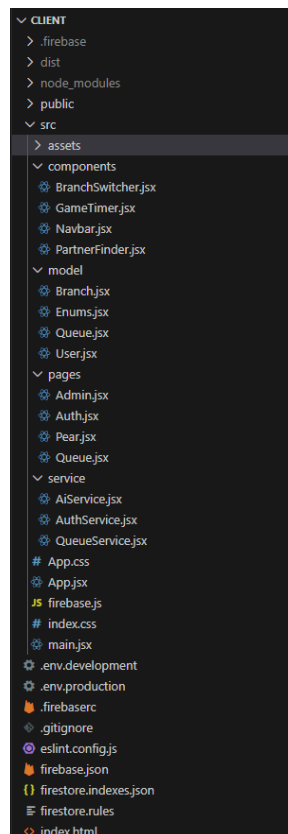 CLIENT
.firebase
dist
node_modules
public
src
assets
components
BranchSwitcher.jsx
GameTimer.jsx
Navbar.jsx
PartnerFinder.jsx
model
Branch.jsx
Enums.jsx
Queue.jsx
User.jsx
pages
Admin.jsx
Auth.jsx
Pear.jsx
Queue.jsx
service
AiService.jsx
AuthService.jsx
QueueService.jsx
# App.css
App.jsx
JS firebase.js
# index.css
main.jsx
.env.development
.env.production
.firebaserc
.gitignore
eslint.config.js
firebase.json
{} firestore.indexes.json
firestore.rules
<> index.html